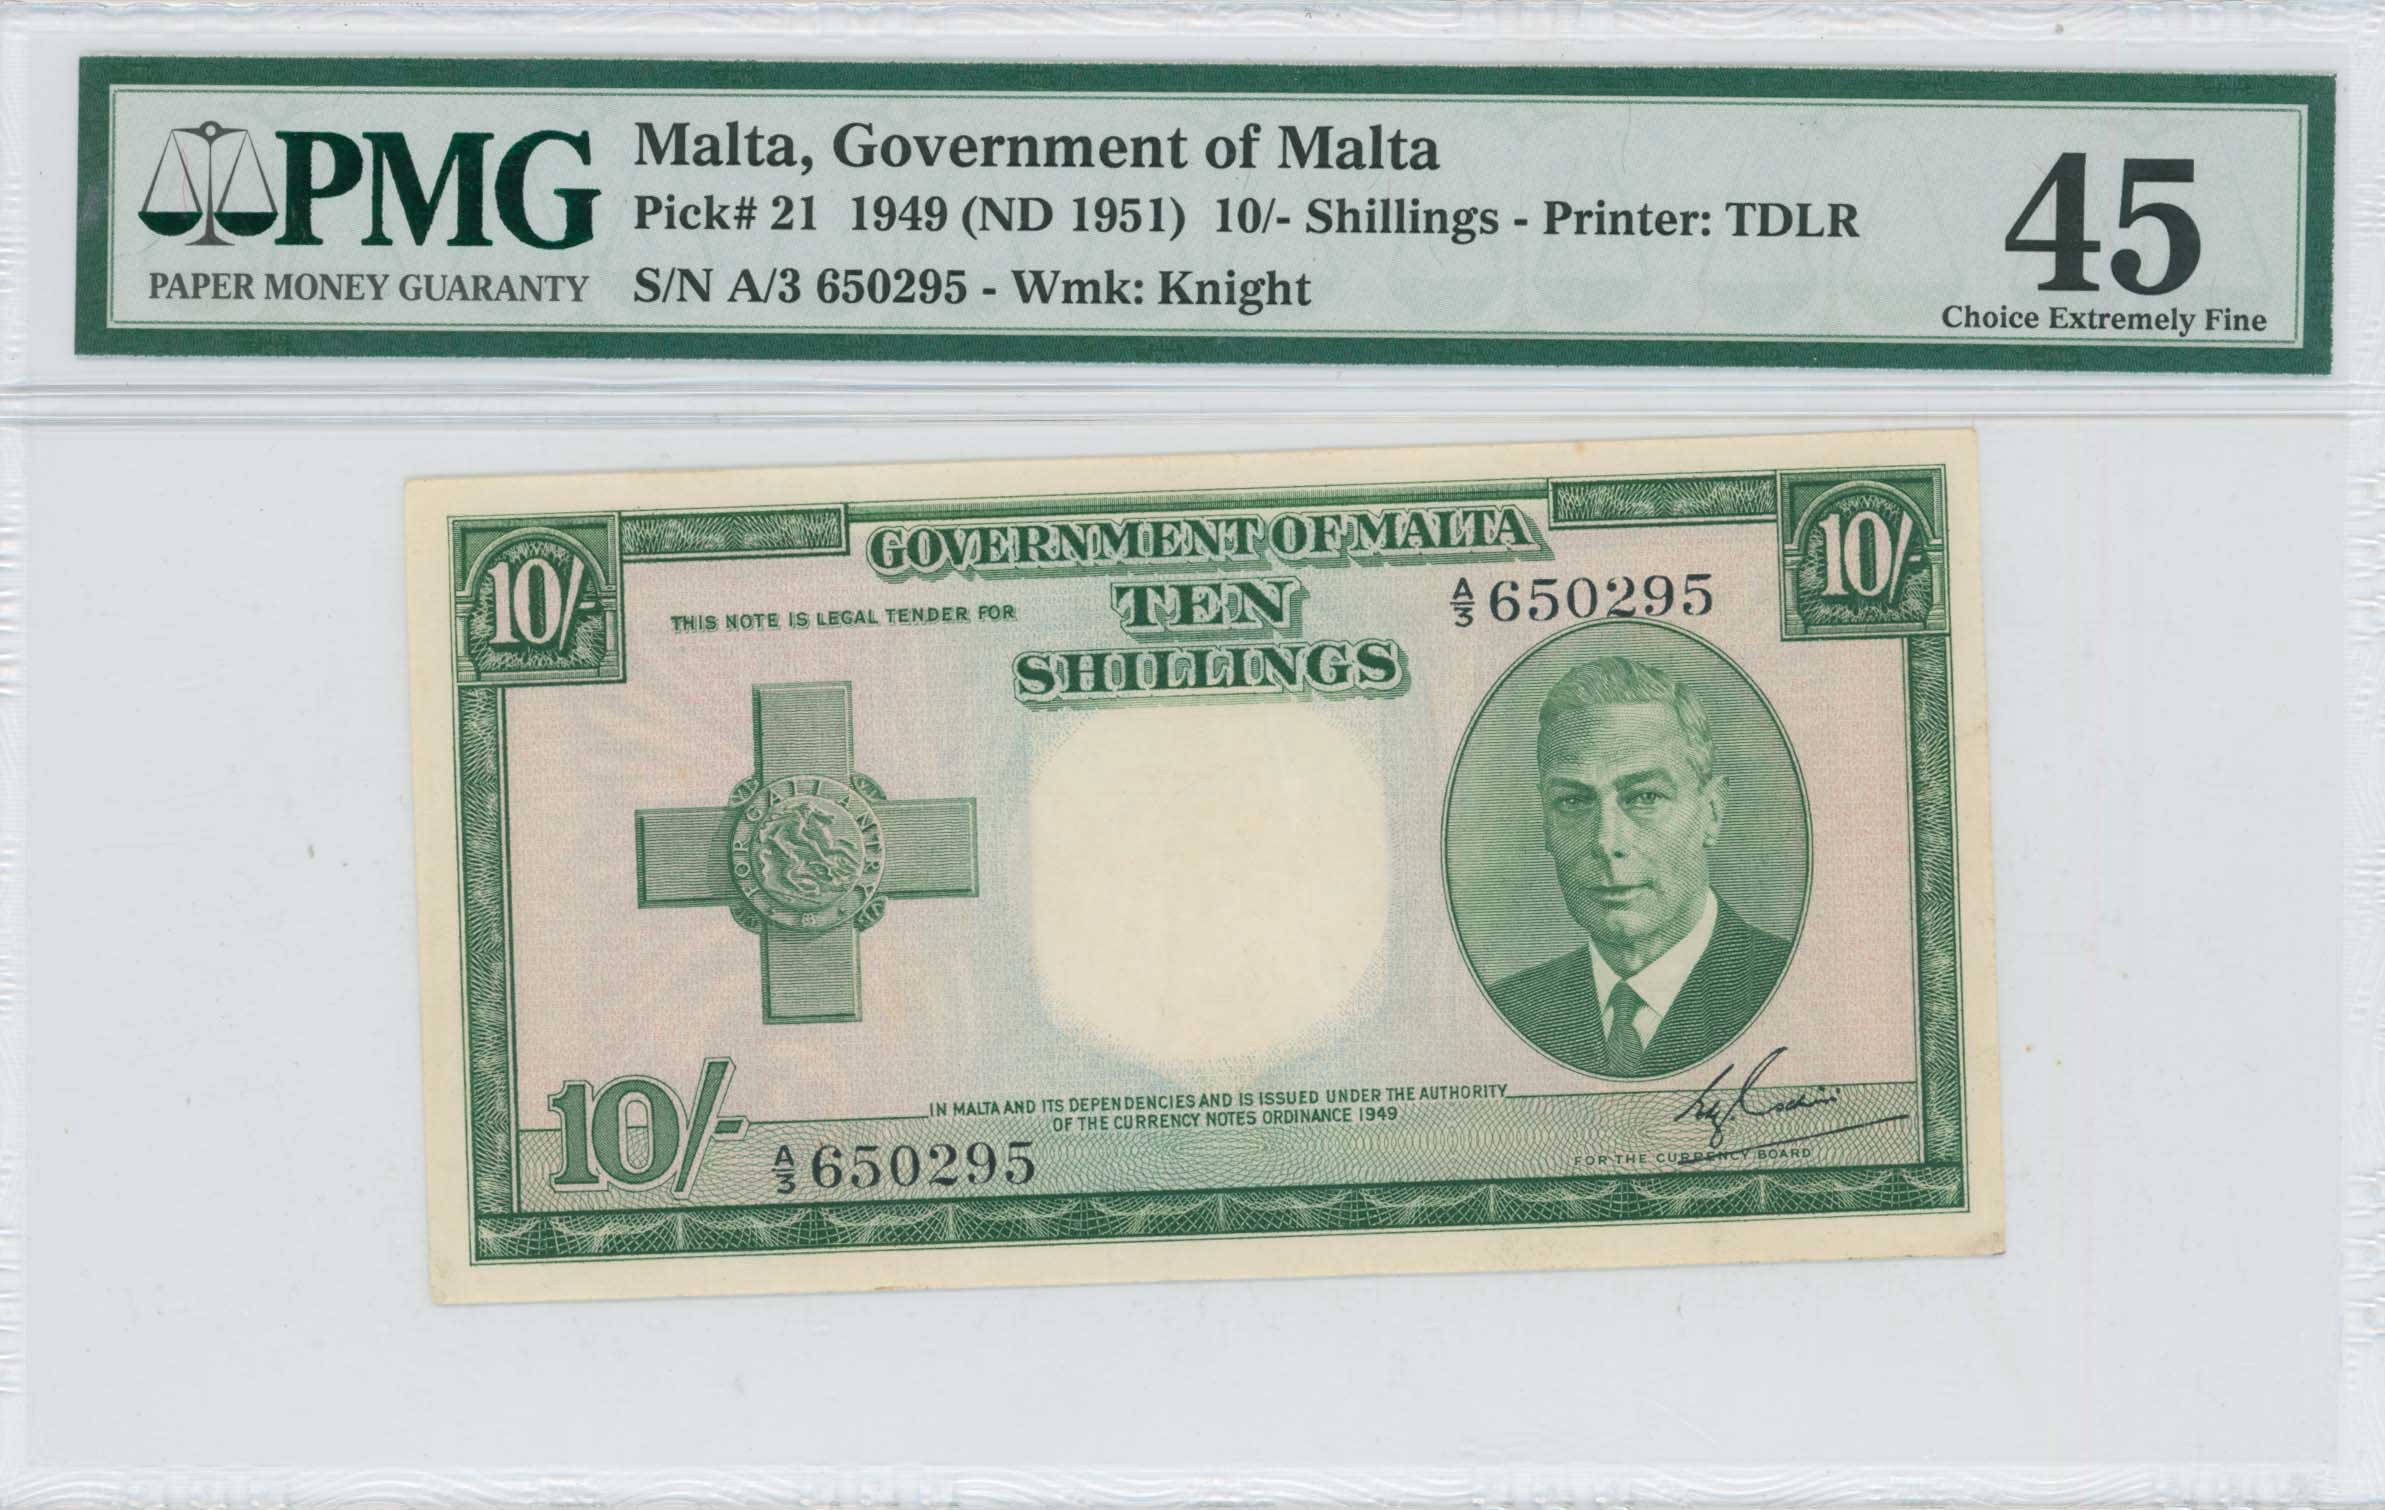 PMG
PAPER MONEY GUARANTY
Malta, Government of Malta
Pick# 21 1949 (ND 1951) 10/- Shillings - Printer: TDLR
S/N A/3 650295 - Wmk: Knight
45
Choice Extremely Fine
10/-
GOVERNMENT OF MALTA
10/-
THIS NOTE IS LEGAL TENDER FOR
TEN
SHILLINGS
A/3 650295
FOR GALLANTRY
10/-
IN MALTA AND ITS DEPENDENCIES AND IS ISSUED UNDER THE AUTHORITY
OF THE CURRENCY NOTES ORDINANCE 1949
A/3 650295
FOR THE CURRENCY BOARD